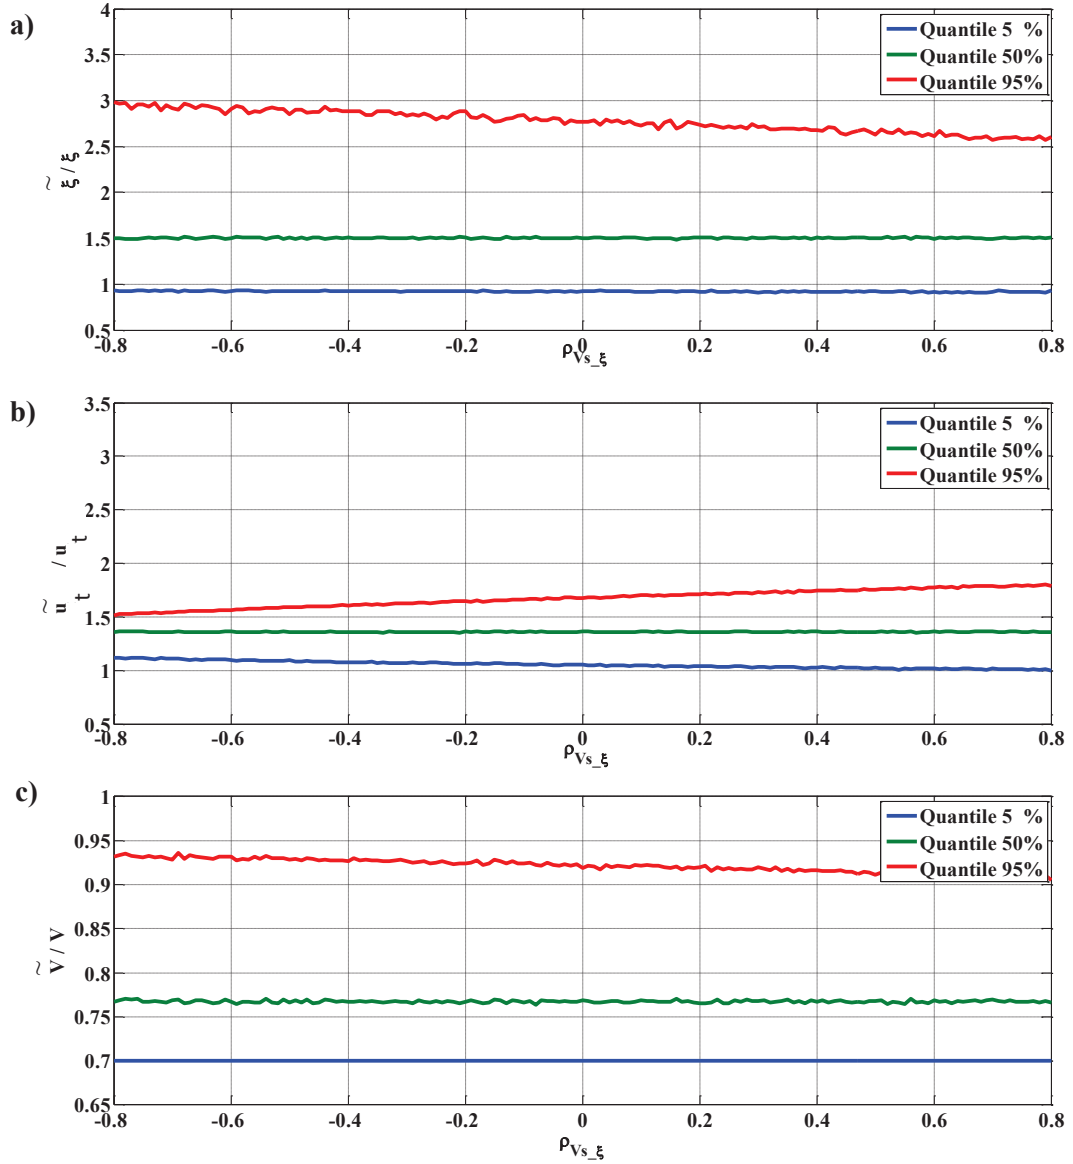 a)
4
3.5
3
2.5
2
1.5
1
0.5
ξ̃ / ξ
Quantile 5 %
Quantile 50%
Quantile 95%
-0.8 -0.6 -0.4 -0.2 0 0.2 0.4 0.6 0.8
ρVs_ξ
b)
3.5
3
2.5
2
1.5
1
0.5
ũt / ut
Quantile 5 %
Quantile 50%
Quantile 95%
-0.8 -0.6 -0.4 -0.2 0 0.2 0.4 0.6 0.8
ρVs_ξ
c)
1
0.95
0.9
0.85
0.8
0.75
0.7
0.65
Ṽ / V
Quantile 5 %
Quantile 50%
Quantile 95%
-0.8 -0.6 -0.4 -0.2 0 0.2 0.4 0.6 0.8
ρVs_ξ